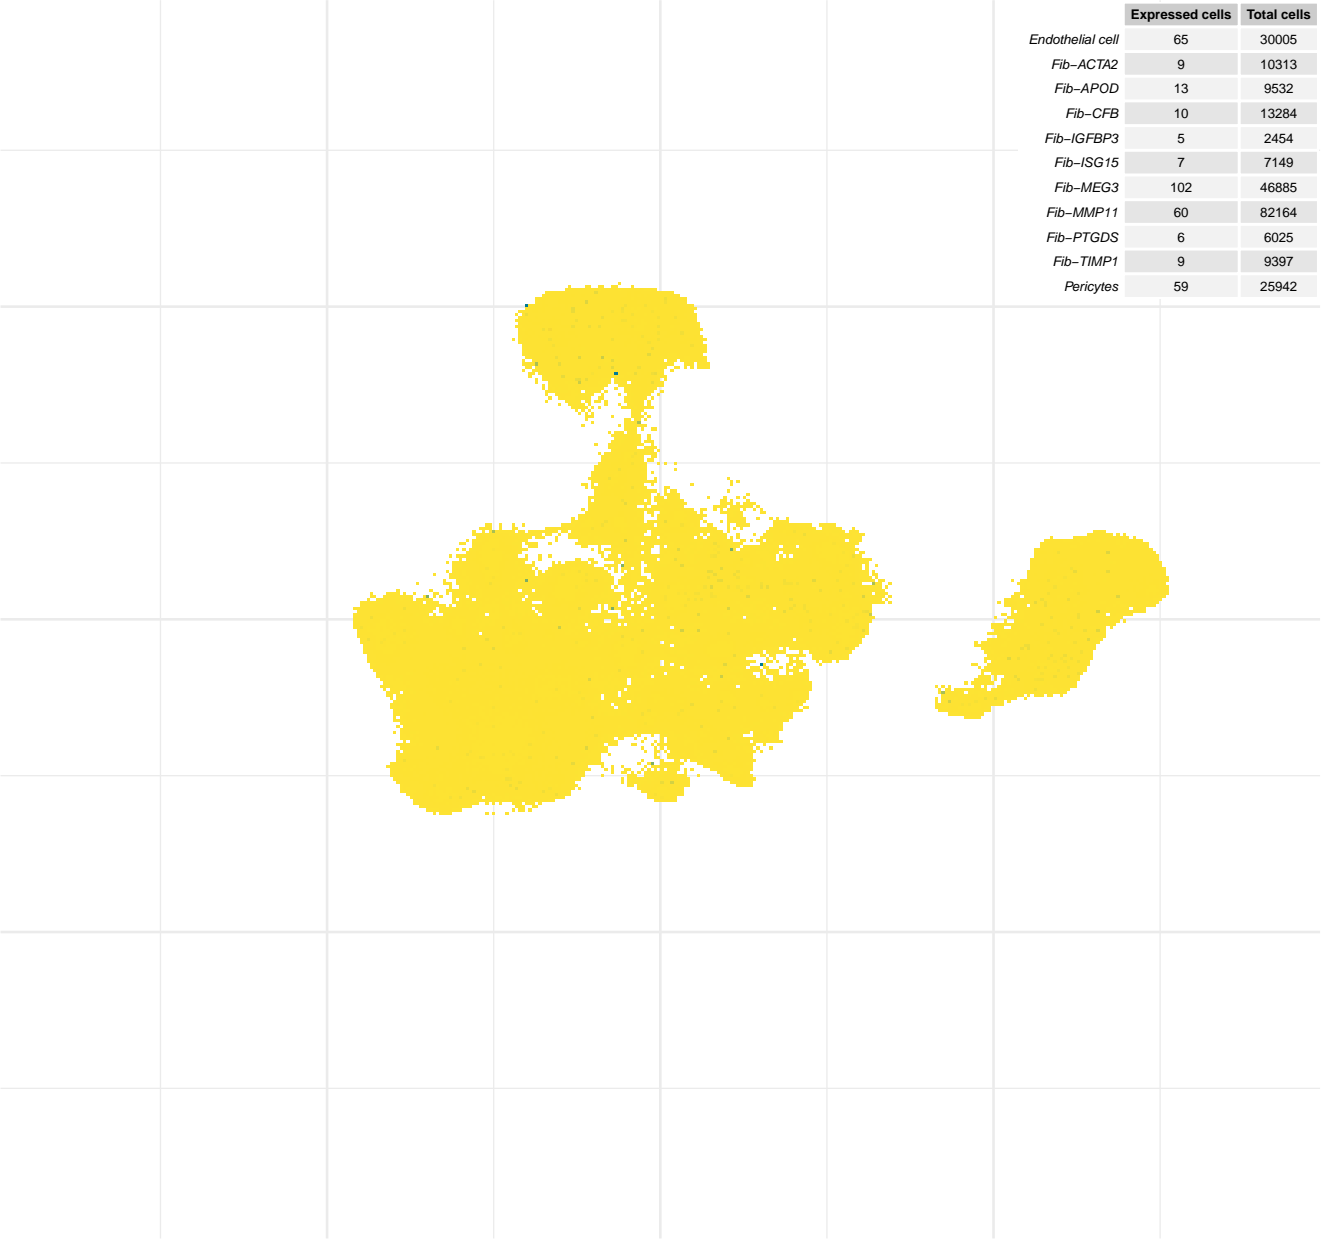 Expressed cells Total cells
Endothelial cell 65 30005
Fib−ACTA2 9 10313
Fib−APOD 13 9532
Fib−CFB 10 13284
Fib−IGFBP3 5 2454
Fib−ISG15 7 7149
Fib−MEG3 102 46885
Fib−MMP11 60 82164
Fib−PTGDS 6 6025
Fib−TIMP1 9 9397
Pericytes 59 25942